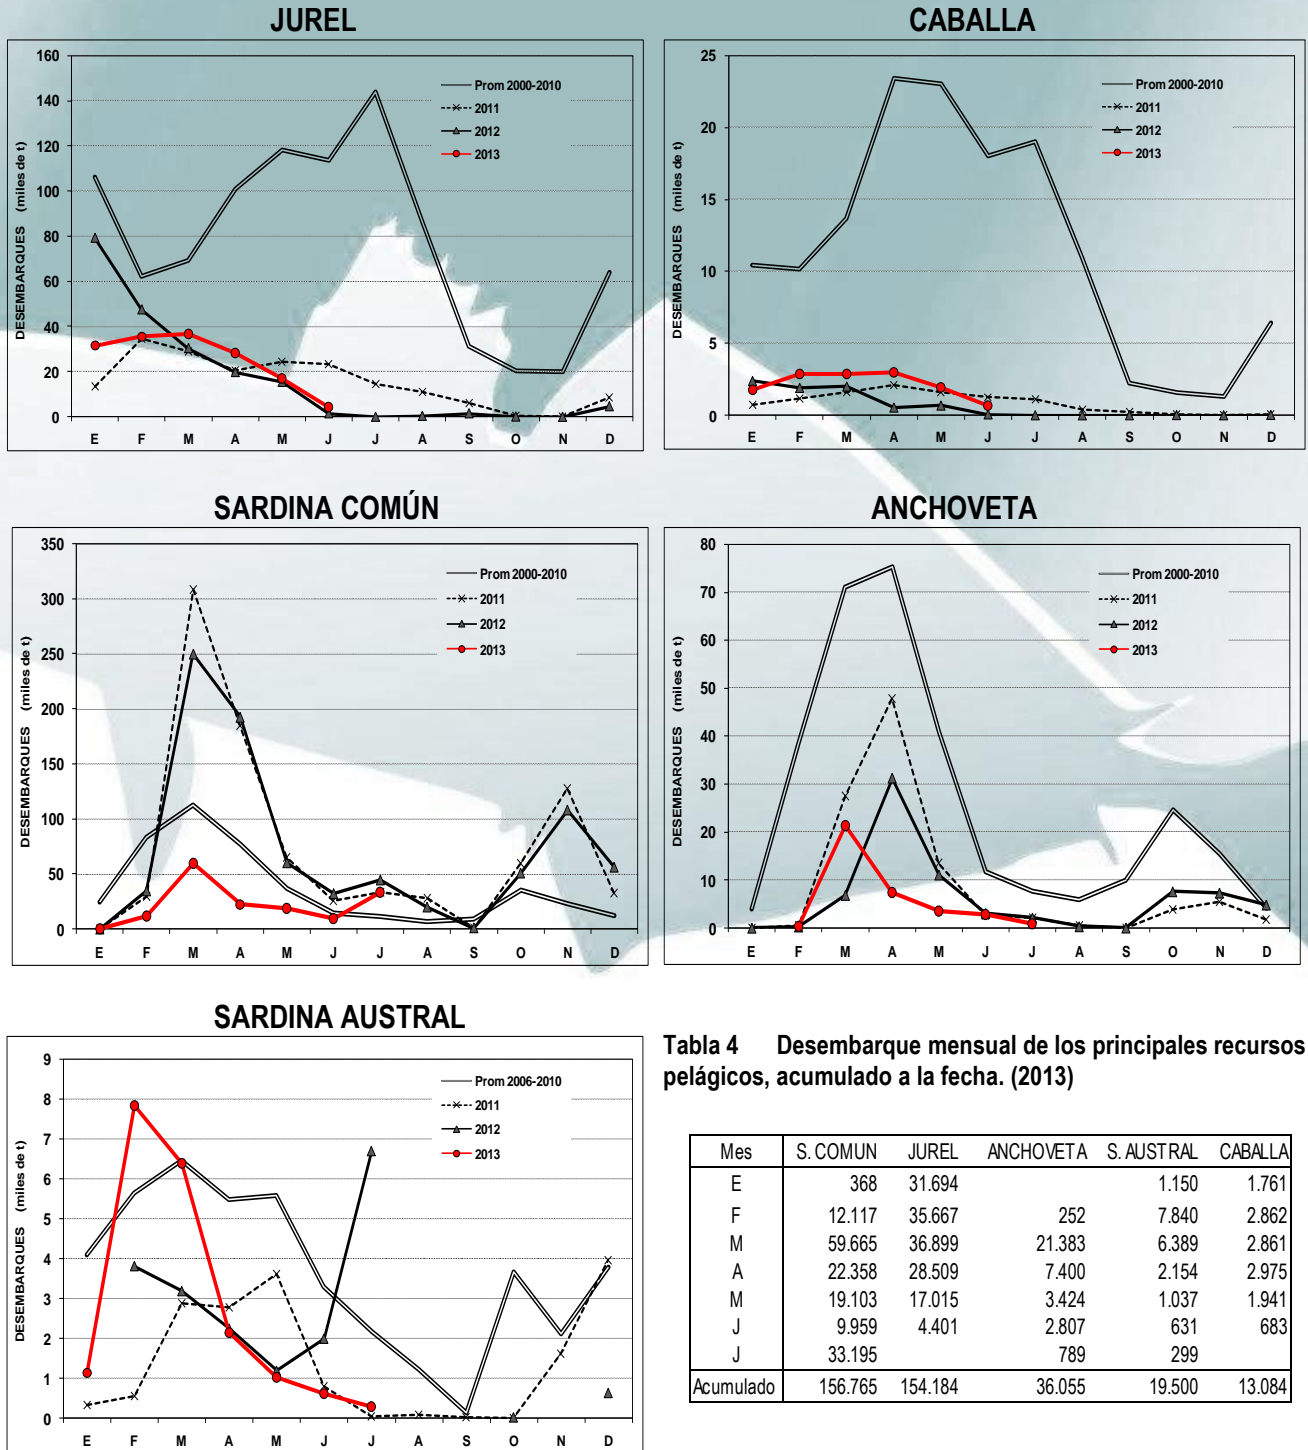 JUREL
160
140
120
100
80
60
40
20
0
DESEMBARQUES (miles de t)
Prom 2000-2010
2011
2012
2013
E F M A M J J A S O N D
CABALLA
25
20
15
10
5
0
DESEMBARQUES (miles de t)
Prom 2000-2010
2011
2012
2013
E F M A M J J A S O N D
SARDINA COMÚN
350
300
250
200
150
100
50
0
DESEMBARQUES (miles de t)
Prom 2000-2010
2011
2012
2013
E F M A M J J A S O N D
ANCHOVETA
80
70
60
50
40
30
20
10
0
DESEMBARQUES (miles de t)
Prom 2000-2010
2011
2012
2013
E F M A M J J A S O N D
SARDINA AUSTRAL
9
8
7
6
5
4
3
2
1
0
DESEMBARQUES (miles de t)
Prom 2006-2010
2011
2012
2013
E F M A M J J A S O N D
Tabla 4 Desembarque mensual de los principales recursos
pelágicos, acumulado a la fecha. (2013)
Mes S. COMUN JUREL ANCHOVETA S. AUSTRAL CABALLA
E 368 31.694 1.150 1.761
F 12.117 35.667 252 7.840 2.862
M 59.665 36.899 21.383 6.389 2.861
A 22.358 28.509 7.400 2.154 2.975
M 19.103 17.015 3.424 1.037 1.941
J 9.959 4.401 2.807 631 683
J 33.195 789 299
Acumulado 156.765 154.184 36.055 19.500 13.084